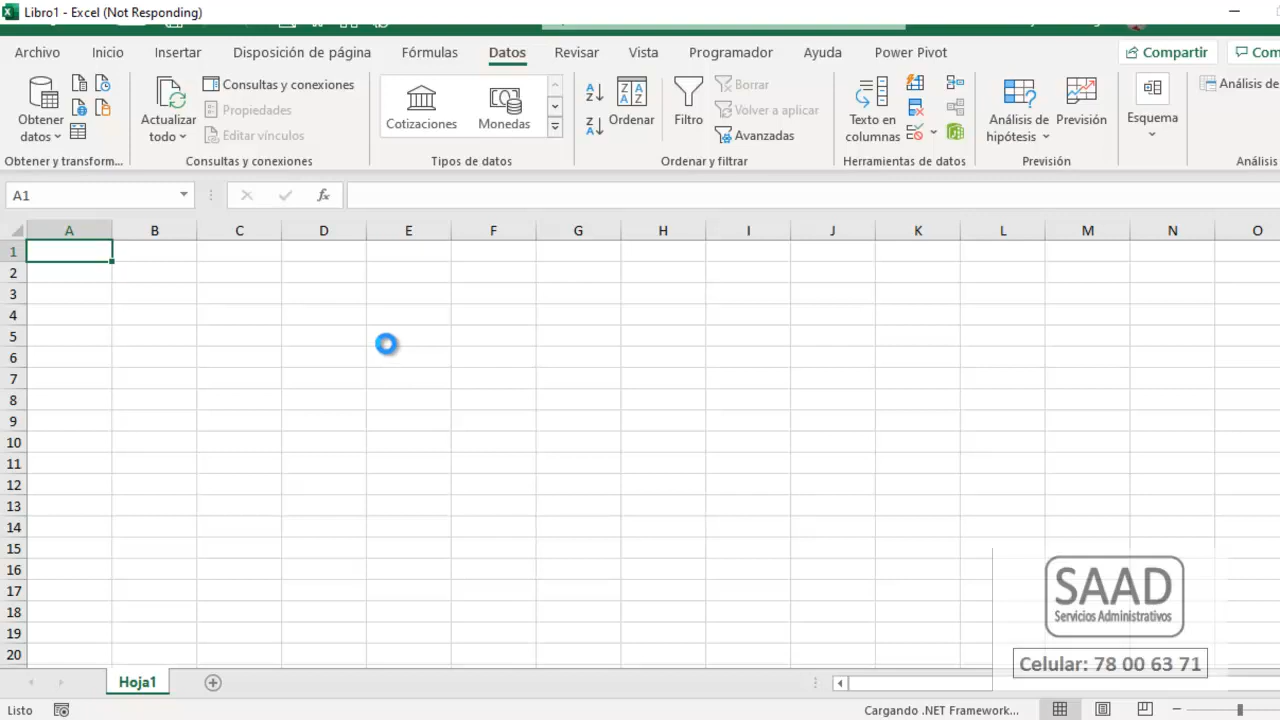 Libro1 - Excel (Not Responding)
Archivo Inicio Insertar Disposición de página Fórmulas Datos Revisar Vista Programador Ayuda Power Pivot Compartir Com
Obtener datos
Actualizar todo
Consultas y conexiones
Propiedades
Editar vínculos
Cotizaciones Monedas
Ordenar
Filtro
Borrar
Volver a aplicar
Avanzadas
Texto en columnas
Análisis de hipótesis
Previsión
Esquema
Análisis de
Obtener y transform... Consultas y conexiones Tipos de datos Ordenar y filtrar Herramientas de datos Previsión Análisis
A1 fx
A B C D E F G H I J K L M N O
1
2
3
4
5
6
7
8
9
10
11
12
13
14
15
16
17
18
19
20
SAAD
Servicios Administrativos
Celular: 78 00 63 71
Hoja1
Listo Cargando .NET Framework...